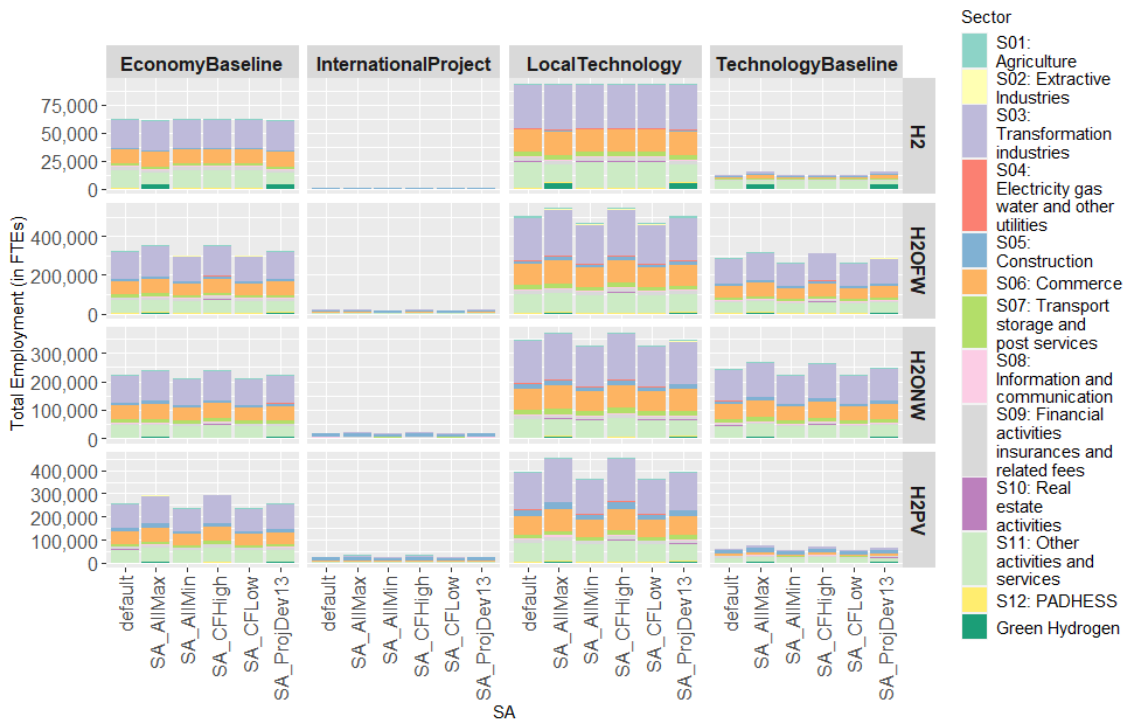 Sector
EconomyBaseline
InternationalProject
LocalTechnology
TechnologyBaseline
H2
75,000
50,000
25,000
0
H2OFW
400,000
200,000
0
H2ONW
300,000
200,000
100,000
0
H2PV
400,000
300,000
200,000
100,000
0
Total Employment (in FTEs)
default
SA_AllMax
SA_AllMin
SA_CFHigh
SA_CFLow
SA_ProjDev13
default
SA_AllMax
SA_AllMin
SA_CFHigh
SA_CFLow
SA_ProjDev13
default
SA_AllMax
SA_AllMin
SA_CFHigh
SA_CFLow
SA_ProjDev13
default
SA_AllMax
SA_AllMin
SA_CFHigh
SA_CFLow
SA_ProjDev13
SA
S01:
Agriculture
S02: Extractive
Industries
S03:
Transformation
industries
S04:
Electricity gas
water and other
utilities
S05:
Construction
S06: Commerce
S07: Transport
storage and
post services
S08:
Information and
communication
S09: Financial
activities
insurances and
related fees
S10: Real
estate
activities
S11: Other
activities and
services
S12: PADHESS
Green Hydrogen